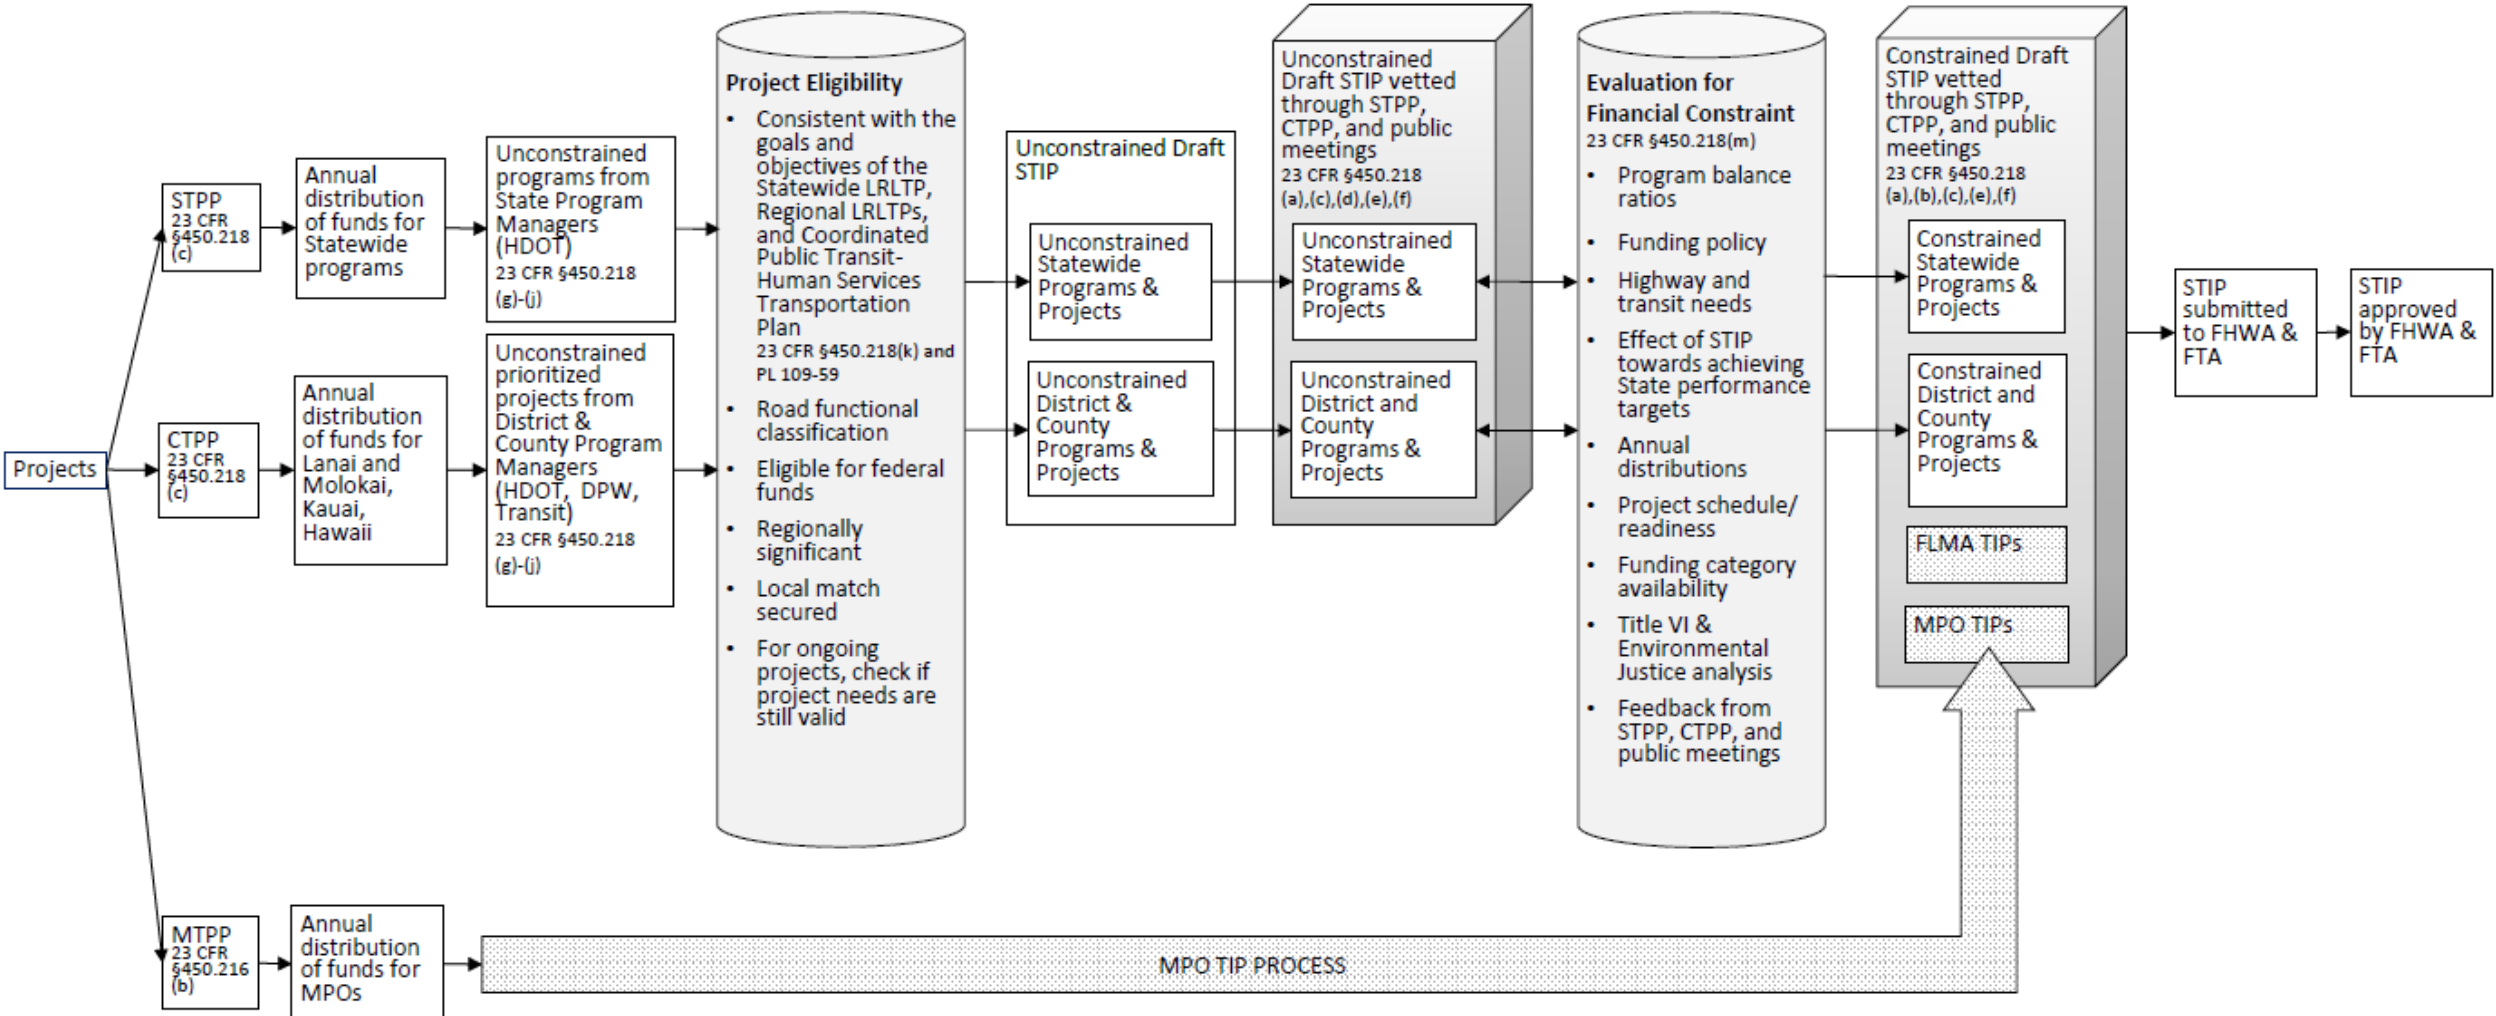 Projects
STPP
23 CFR
§450.218
(c)
Annual
distribution
of funds for
Statewide
programs
Unconstrained
programs from
State Program
Managers
(HDOT)
23 CFR §450.218
(g)-(j)
CTPP
23 CFR
§450.218
(c)
Annual
distribution
of funds for
Lanai and
Molokai,
Kauai,
Hawaii
Unconstrained
prioritized
projects from
District &
County Program
Managers
(HDOT, DPW,
Transit)
23 CFR §450.218
(g)-(j)
MTPP
23 CFR
§450.216
(b)
Annual
distribution
of funds for
MPOs
MPO TIP PROCESS
Project Eligibility
• Consistent with the
goals and
objectives of the
Statewide LRLTP,
Regional LRLTPs,
and Coordinated
Public Transit-
Human Services
Transportation
Plan
23 CFR §450.218(k) and
PL 109-59
• Road functional
classification
• Eligible for federal
funds
• Regionally
significant
• Local match
secured
• For ongoing
projects, check if
project needs are
still valid
Unconstrained Draft
STIP
Unconstrained
Statewide
Programs &
Projects
Unconstrained
District &
County
Programs &
Projects
Unconstrained
Draft STIP vetted
through STPP,
CTPP, and public
meetings
23 CFR §450.218
(a),(c),(d),(e),(f)
Unconstrained
Statewide
Programs &
Projects
Unconstrained
District and
County
Programs &
Projects
Evaluation for
Financial Constraint
23 CFR §450.218(m)
• Program balance
ratios
• Funding policy
• Highway and
transit needs
• Effect of STIP
towards achieving
State performance
targets
• Annual
distributions
• Project schedule/
readiness
• Funding category
availability
• Title VI &
Environmental
Justice analysis
• Feedback from
STPP, CTPP, and
public meetings
Constrained Draft
STIP vetted
through STPP,
CTPP, and public
meetings
23 CFR §450.218
(a),(b),(c),(e),(f)
Constrained
Statewide
Programs &
Projects
Constrained
District and
County
Programs &
Projects
FLMA TIPs
MPO TIPs
STIP
submitted
to FHWA &
FTA
STIP
approved
by FHWA &
FTA